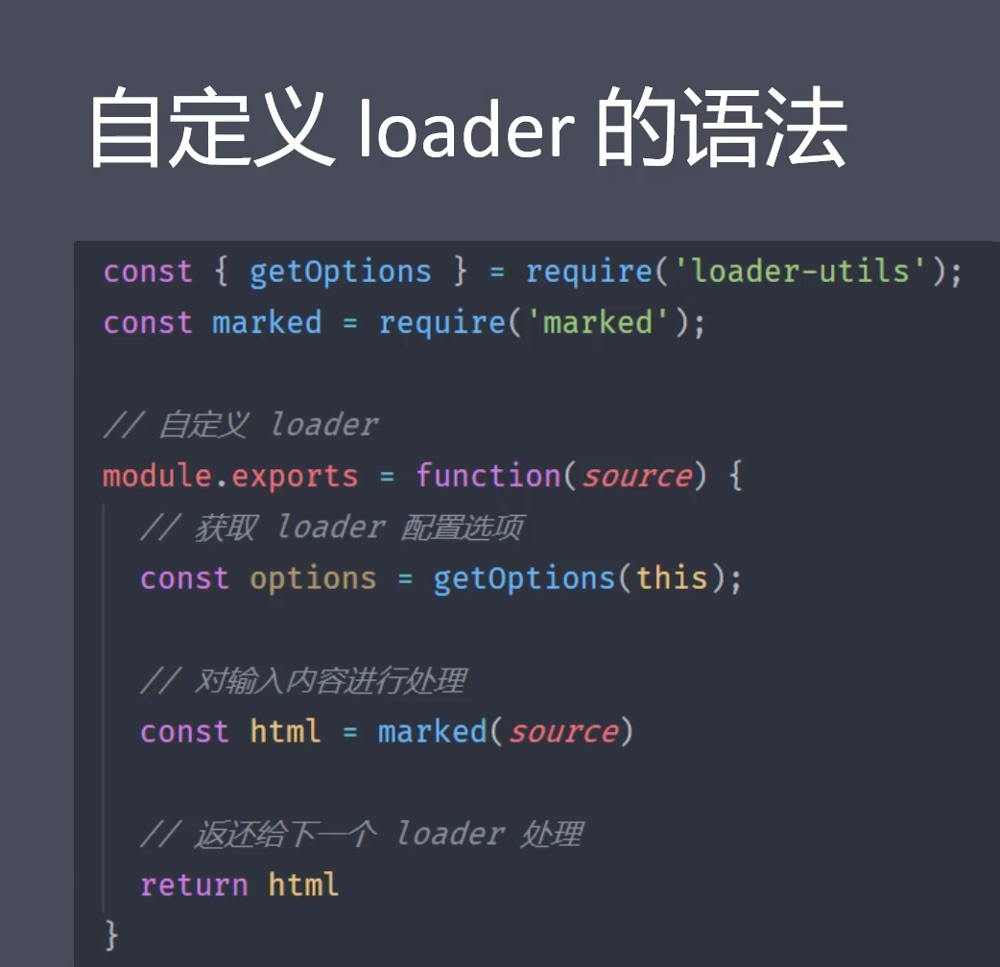 自定义 loader 的语法
const { getOptions } = require('loader-utils');
const marked = require('marked');
// 自定义 loader
module.exports = function(source) {
// 获取 loader 配置选项
const options = getOptions(this);
// 对输入内容进行处理
const html = marked(source)
// 返还给下一个 loader 处理
return html
}